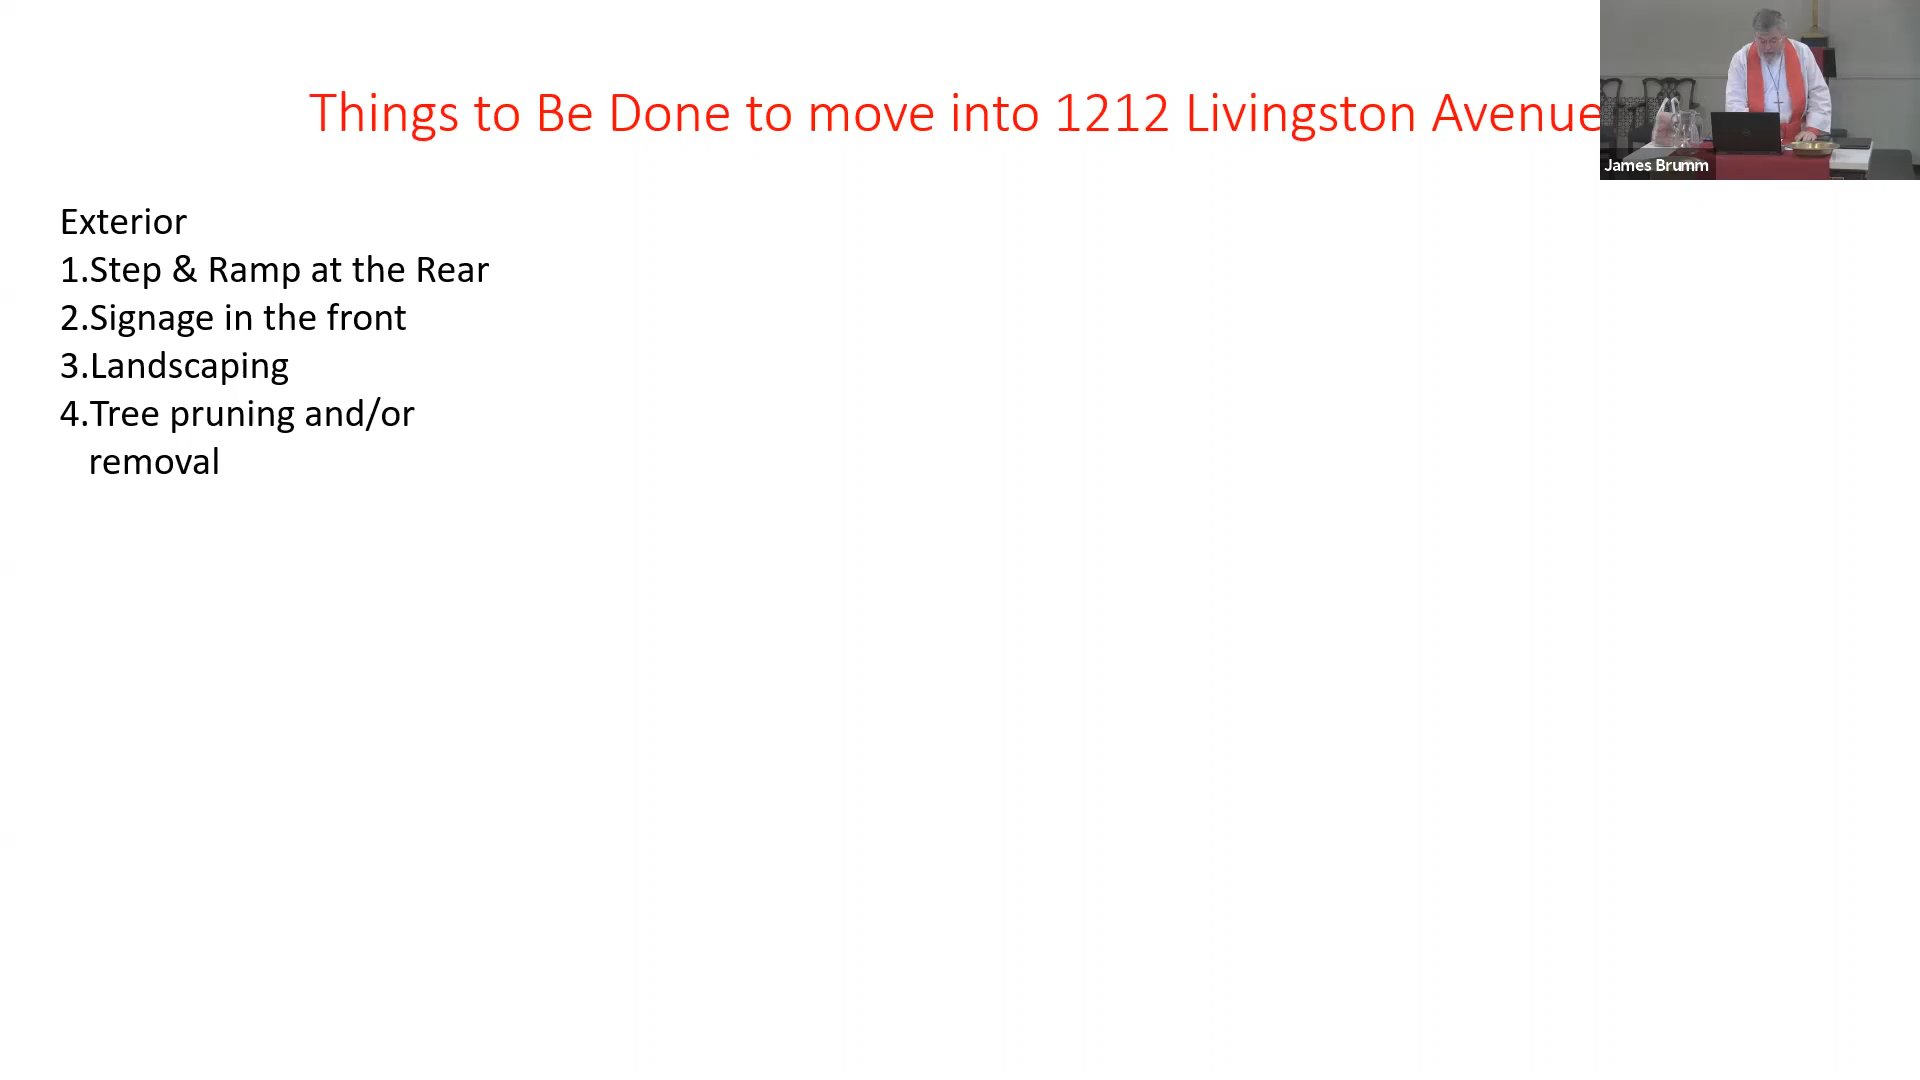 Things to Be Done to move into 1212 Livingston Avenue
James Brumm
Exterior
1.Step & Ramp at the Rear
2.Signage in the front
3.Landscaping
4.Tree pruning and/or
removal